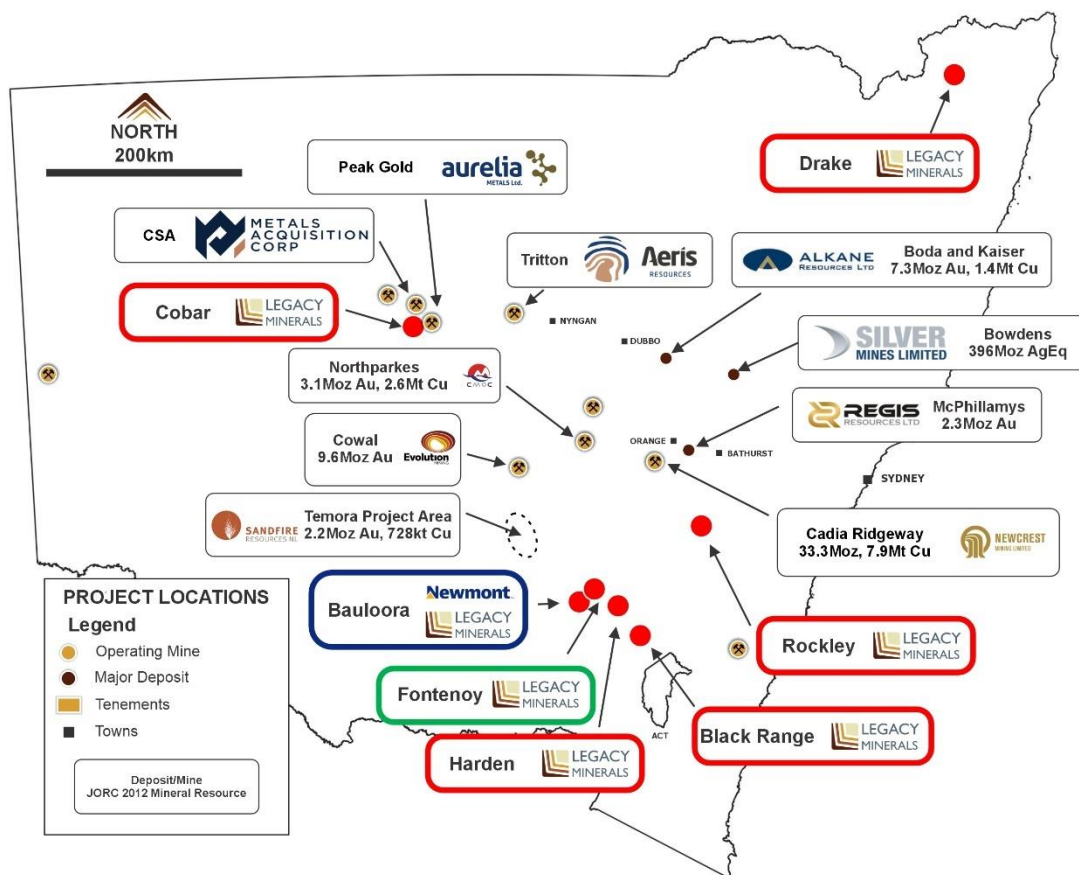 NORTH
200km
Peak Gold
aurelia
METALS Ltd.
CSA
METALS
ACQUISITION
CORP
Cobar
LEGACY
MINERALS
Tritton
Aeris
RESOURCES
NYNGAN
Drake
LEGACY
MINERALS
ALKANE
RESOURCES LTD
Boda and Kaiser
7.3Moz Au, 1.4Mt Cu
DUBBO
SILVER
MINES LIMITED
Bowdens
396Moz AgEq
Northparkes
3.1Moz Au, 2.6Mt Cu
CMOC
REGIS
RESOURCES LTD
McPhillamys
2.3Moz Au
Cowal
9.6Moz Au
Evolution
MINING
ORANGE
BATHURST
SYDNEY
SANDFIRE
RESOURCES NL
Temora Project Area
2.2Moz Au, 728kt Cu
Cadia Ridgeway
33.3Moz, 7.9Mt Cu
NEWCREST
MINING LIMITED
Bauloora
Newmont
LEGACY
MINERALS
Fontenoy
LEGACY
MINERALS
Harden
LEGACY
MINERALS
ACT
Black Range
LEGACY
MINERALS
Rockley
LEGACY
MINERALS
PROJECT LOCATIONS
Legend
Operating Mine
Major Deposit
Tenements
Towns
Deposit/Mine
JORC 2012 Mineral Resource